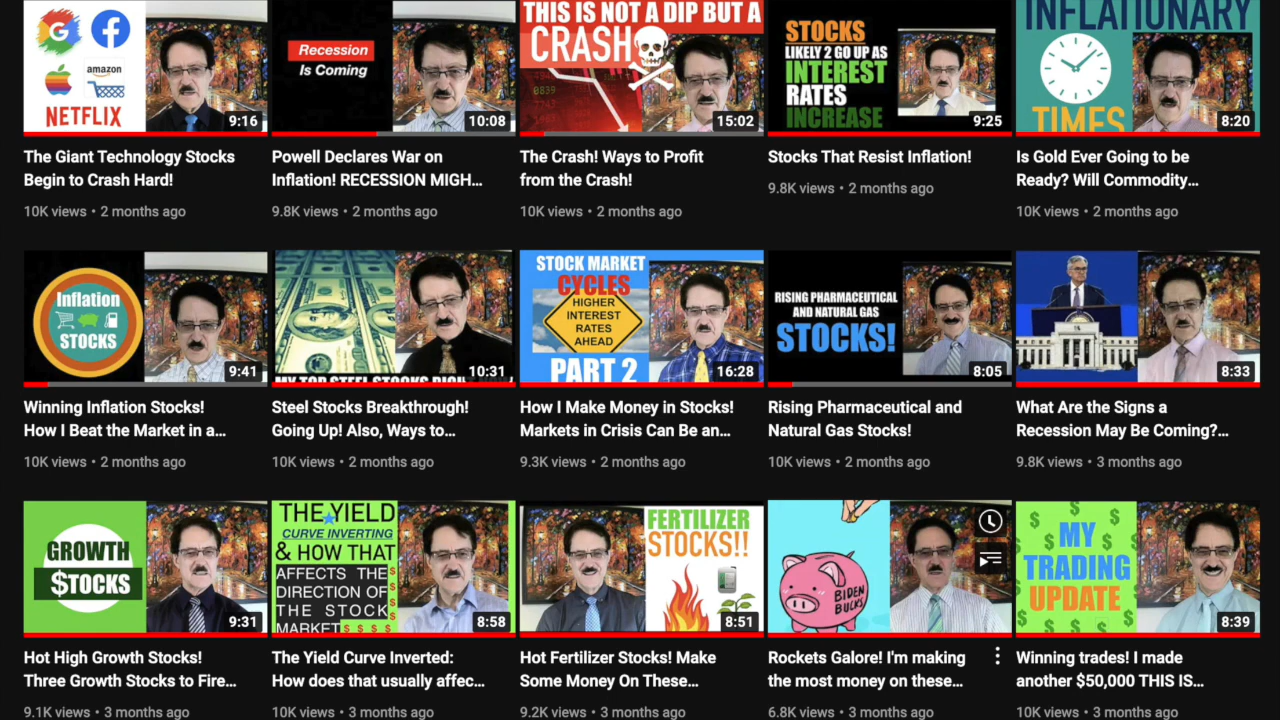 G f
amazon
NETFLIX
9:16
Recession
Is Coming
10:08
THIS IS NOT A DIP BUT A
CRASH
0839
15:02
STOCKS
LIKELY 2 GO UP AS
INTEREST
RATES
INCREASE
9:25
INFLATIONARY
TIMES
8:20
The Giant Technology Stocks
Begin to Crash Hard!
10K views • 2 months ago
Powell Declares War on
Inflation! RECESSION MIGH...
9.8K views • 2 months ago
The Crash! Ways to Profit
from the Crash!
10K views • 2 months ago
Stocks That Resist Inflation!
9.8K views • 2 months ago
Is Gold Ever Going to be
Ready? Will Commodity...
10K views • 2 months ago
Inflation
STOCKS
9:41
MY TOP STEEL STOCKS RIGHT NOW
10:31
STOCK MARKET
CYCLES
HIGHER
INTEREST
RATES
AHEAD
PART 2
16:28
RISING PHARMACEUTICAL
AND NATURAL GAS
STOCKS!
8:05
8:33
Winning Inflation Stocks!
How I Beat the Market in a...
10K views • 2 months ago
Steel Stocks Breakthrough!
Going Up! Also, Ways to...
10K views • 2 months ago
How I Make Money in Stocks!
Markets in Crisis Can Be an...
9.3K views • 2 months ago
Rising Pharmaceutical and
Natural Gas Stocks!
10K views • 2 months ago
What Are the Signs a
Recession May Be Coming?...
9.8K views • 3 months ago
GROWTH
$TOCKS
9:31
THE YIELD
CURVE INVERTING
& HOW THAT
AFFECTS THE
DIRECTION OF
THE STOCK
MARKET $ $ $ $
8:58
FERTILIZER
STOCKS!!
8:51
BIDEN
BUCKS
MY
TRADING
UPDATE
8:39
Hot High Growth Stocks!
Three Growth Stocks to Fire...
9.1K views • 3 months ago
The Yield Curve Inverted:
How does that usually affec...
10K views • 3 months ago
Hot Fertilizer Stocks! Make
Some Money On These...
9.2K views • 3 months ago
Rockets Galore! I'm making
the most money on these...
6.8K views • 3 months ago
Winning trades! I made
another $50,000 THIS IS...
10K views • 3 months ago